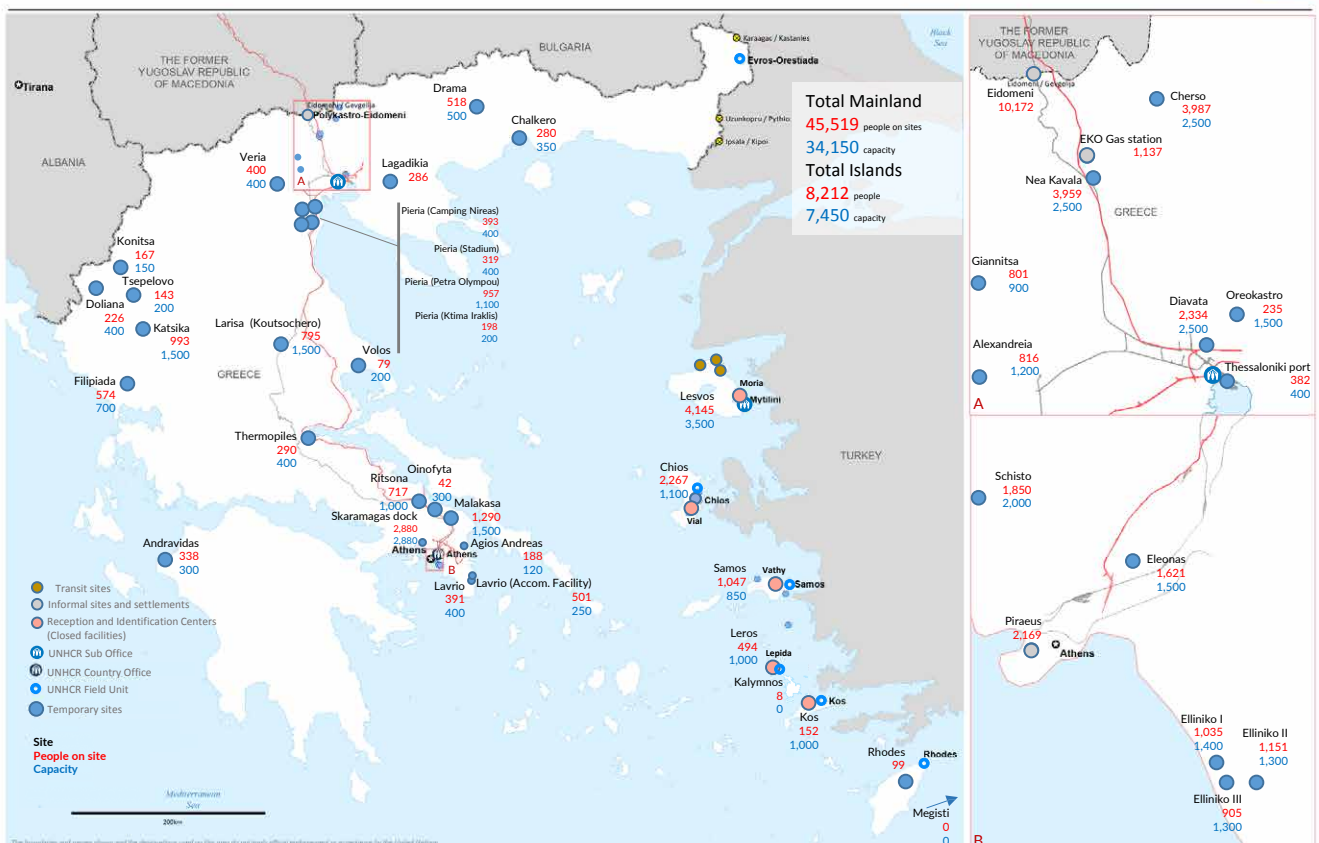 THE FORMER
YUGOSLAV REPUBLIC
OF MACEDONIA
BULGARIA
Black
Sea
Karaagas / Kastanies
Evros-Orestiada
Uzunkopru / Pythio
Ipsala / Kipoi
Tirana
ALBANIA
Eidomeni / Gevgelija
Polykastro-Eidomeni
A
Drama
518
500
Chalkero
280
350
Veria
400
400
Lagadikia
286
Total Mainland
45,519 people on sites
34,150 capacity
Total Islands
8,212 people
7,450 capacity
Pieria (Camping Nireas)
393
400
Pieria (Stadium)
319
400
Pieria (Petra Olympou)
957
1,100
Pieria (Ktima Iraklis)
198
200
Konitsa
167
150
Tsepelovo
143
200
Doliana
226
400
Katsika
993
1,500
Larisa (Koutsochero)
795
1,500
Volos
79
200
GREECE
Filipiada
574
700
Thermopiles
290
400
Oinofyta
42
300
Ritsona
717
1,000
Malakasa
1,290
1,500
Skaramagas dock
2,880
2,880
Athens
Athens
B
Agios Andreas
188
120
Lavrio
391
400
Lavrio (Accom. Facility)
501
250
Andravidas
338
300
Moria
Mytilini
Lesvos
4,145
3,500
TURKEY
Chios
2,267
1,100
Chios
Vial
Samos
1,047
850
Vathy
Samos
Leros
494
1,000
Lepida
Kalymnos
8
0
Kos
Kos
152
1,000
Rhodes
99
Rhodes
Megisti
0
0
Transit sites
Informal sites and settlements
Reception and Identification Centers
(Closed facilities)
UNHCR Sub Office
UNHCR Country Office
UNHCR Field Unit
Temporary sites
Site
People on site
Capacity
Mediterranean
Sea
200km
THE FORMER
YUGOSLAV REPUBLIC
OF MACEDONIA
Eidomeni / Gevgelija
Eidomeni
10,172
Cherso
3,987
2,500
EKO Gas station
1,137
Nea Kavala
3,959
2,500
GREECE
Giannitsa
801
900
Diavata
2,334
2,500
Oreokastro
235
1,500
Alexandreia
816
1,200
Thessaloniki port
382
400
A
Schisto
1,850
2,000
Eleonas
1,621
1,500
Piraeus
2,169
Athens
Elliniko I
1,035
1,400
Elliniko II
1,151
1,300
Elliniko III
905
1,300
B